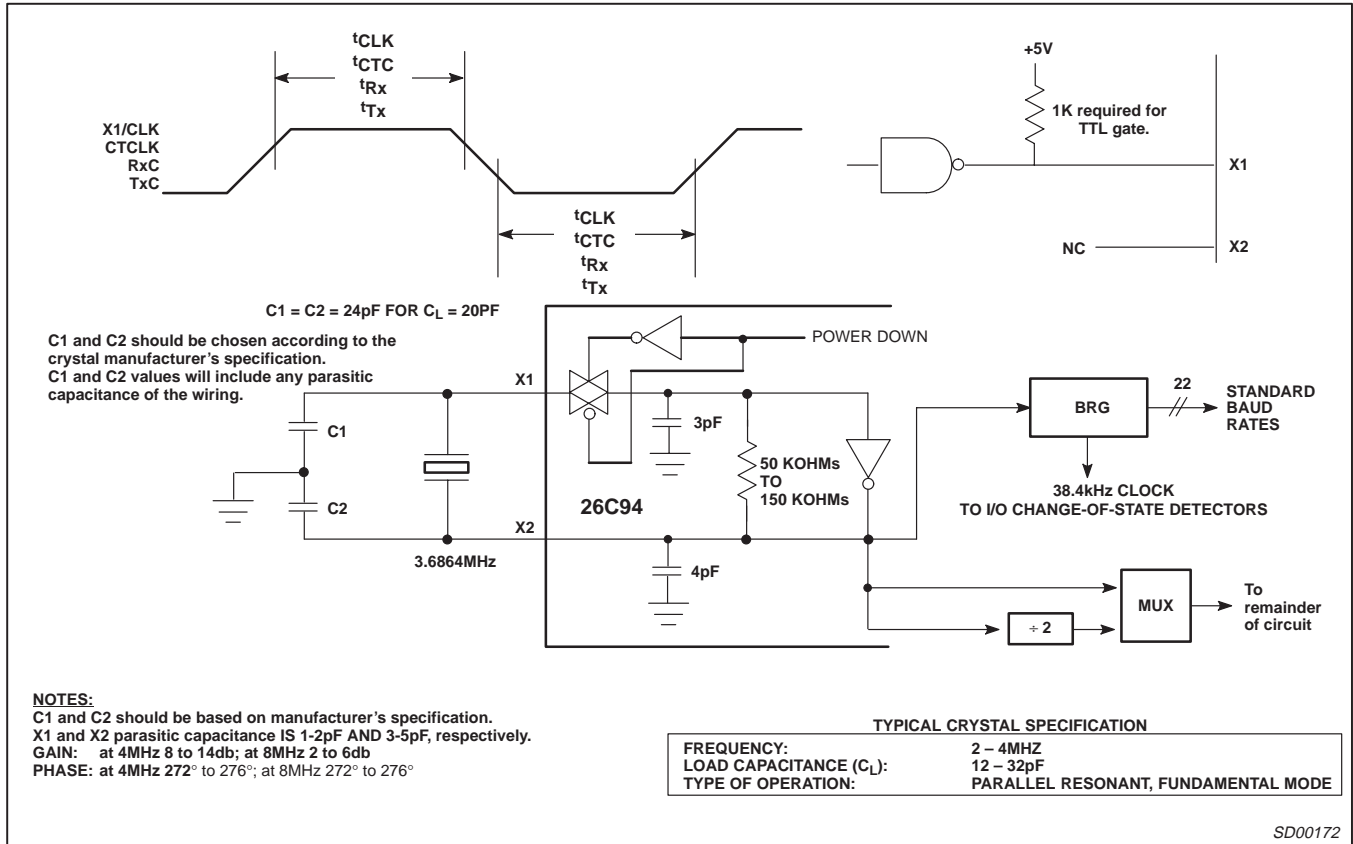 tCLK
tCTC
tRx
tTx
X1/CLK
CTCLK
RxC
TxC
tCLK
tCTC
tRx
tTx
+5V
1K required for
TTL gate.
X1
NC
X2
C1 = C2 = 24pF FOR CL = 20PF
C1 and C2 should be chosen according to the
crystal manufacturer's specification.
C1 and C2 values will include any parasitic
capacitance of the wiring.
POWER DOWN
X1
C1
3pF
50 KOHMs
TO
150 KOHMs
26C94
C2
X2
3.6864MHz
4pF
BRG
22
STANDARD
BAUD
RATES
38.4kHz CLOCK
TO I/O CHANGE-OF-STATE DETECTORS
÷ 2
MUX
To
remainder
of circuit
NOTES:
C1 and C2 should be based on manufacturer's specification.
X1 and X2 parasitic capacitance IS 1-2pF AND 3-5pF, respectively.
GAIN: at 4MHz 8 to 14db; at 8MHz 2 to 6db
PHASE: at 4MHz 272° to 276°; at 8MHz 272° to 276°
TYPICAL CRYSTAL SPECIFICATION
FREQUENCY: 2 – 4MHZ
LOAD CAPACITANCE (CL): 12 – 32pF
TYPE OF OPERATION: PARALLEL RESONANT, FUNDAMENTAL MODE
SD00172